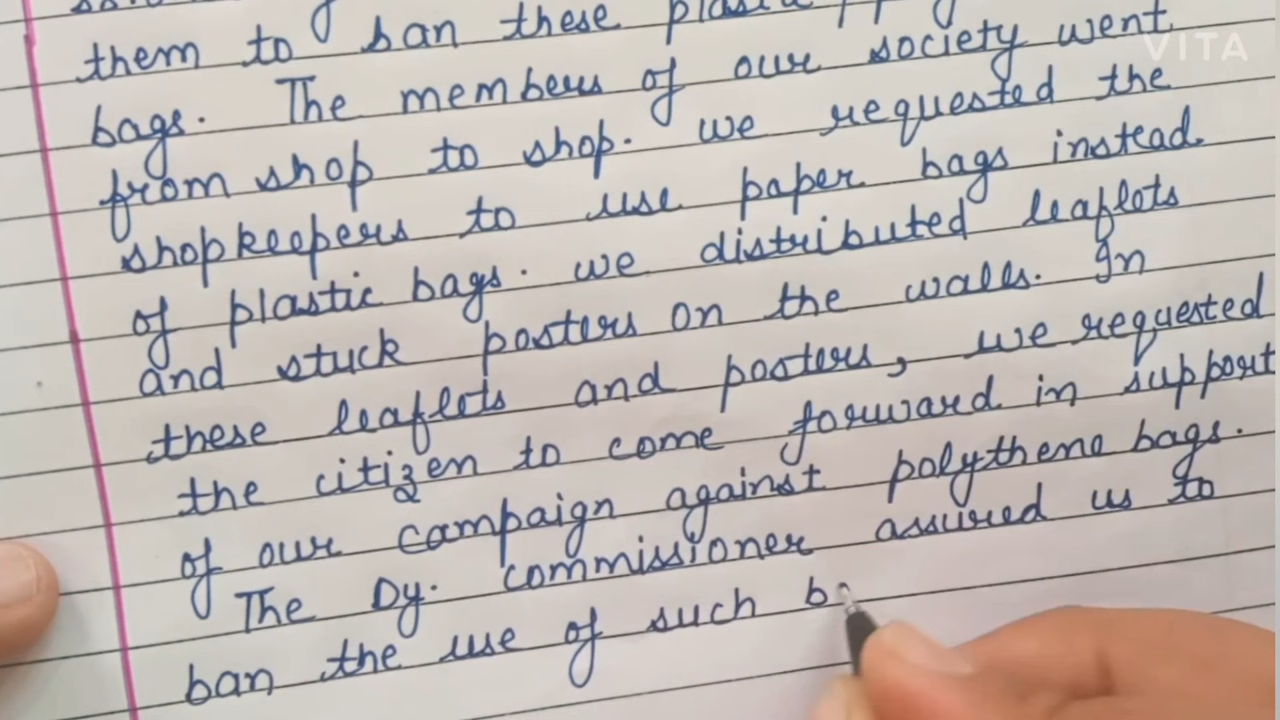 them to ban these
bags. The members of our society went
from shop to shop. we requested the
shopkeepers to use paper bags instead
of plastic bags. we distributed leaflets
and stuck posters on the walls. In
these leaflets and posters, we requested
the citizen to come forward in support
of our campaign against polythene bags.
The Dy. commissioner assured us to
ban the use of such b
VITA